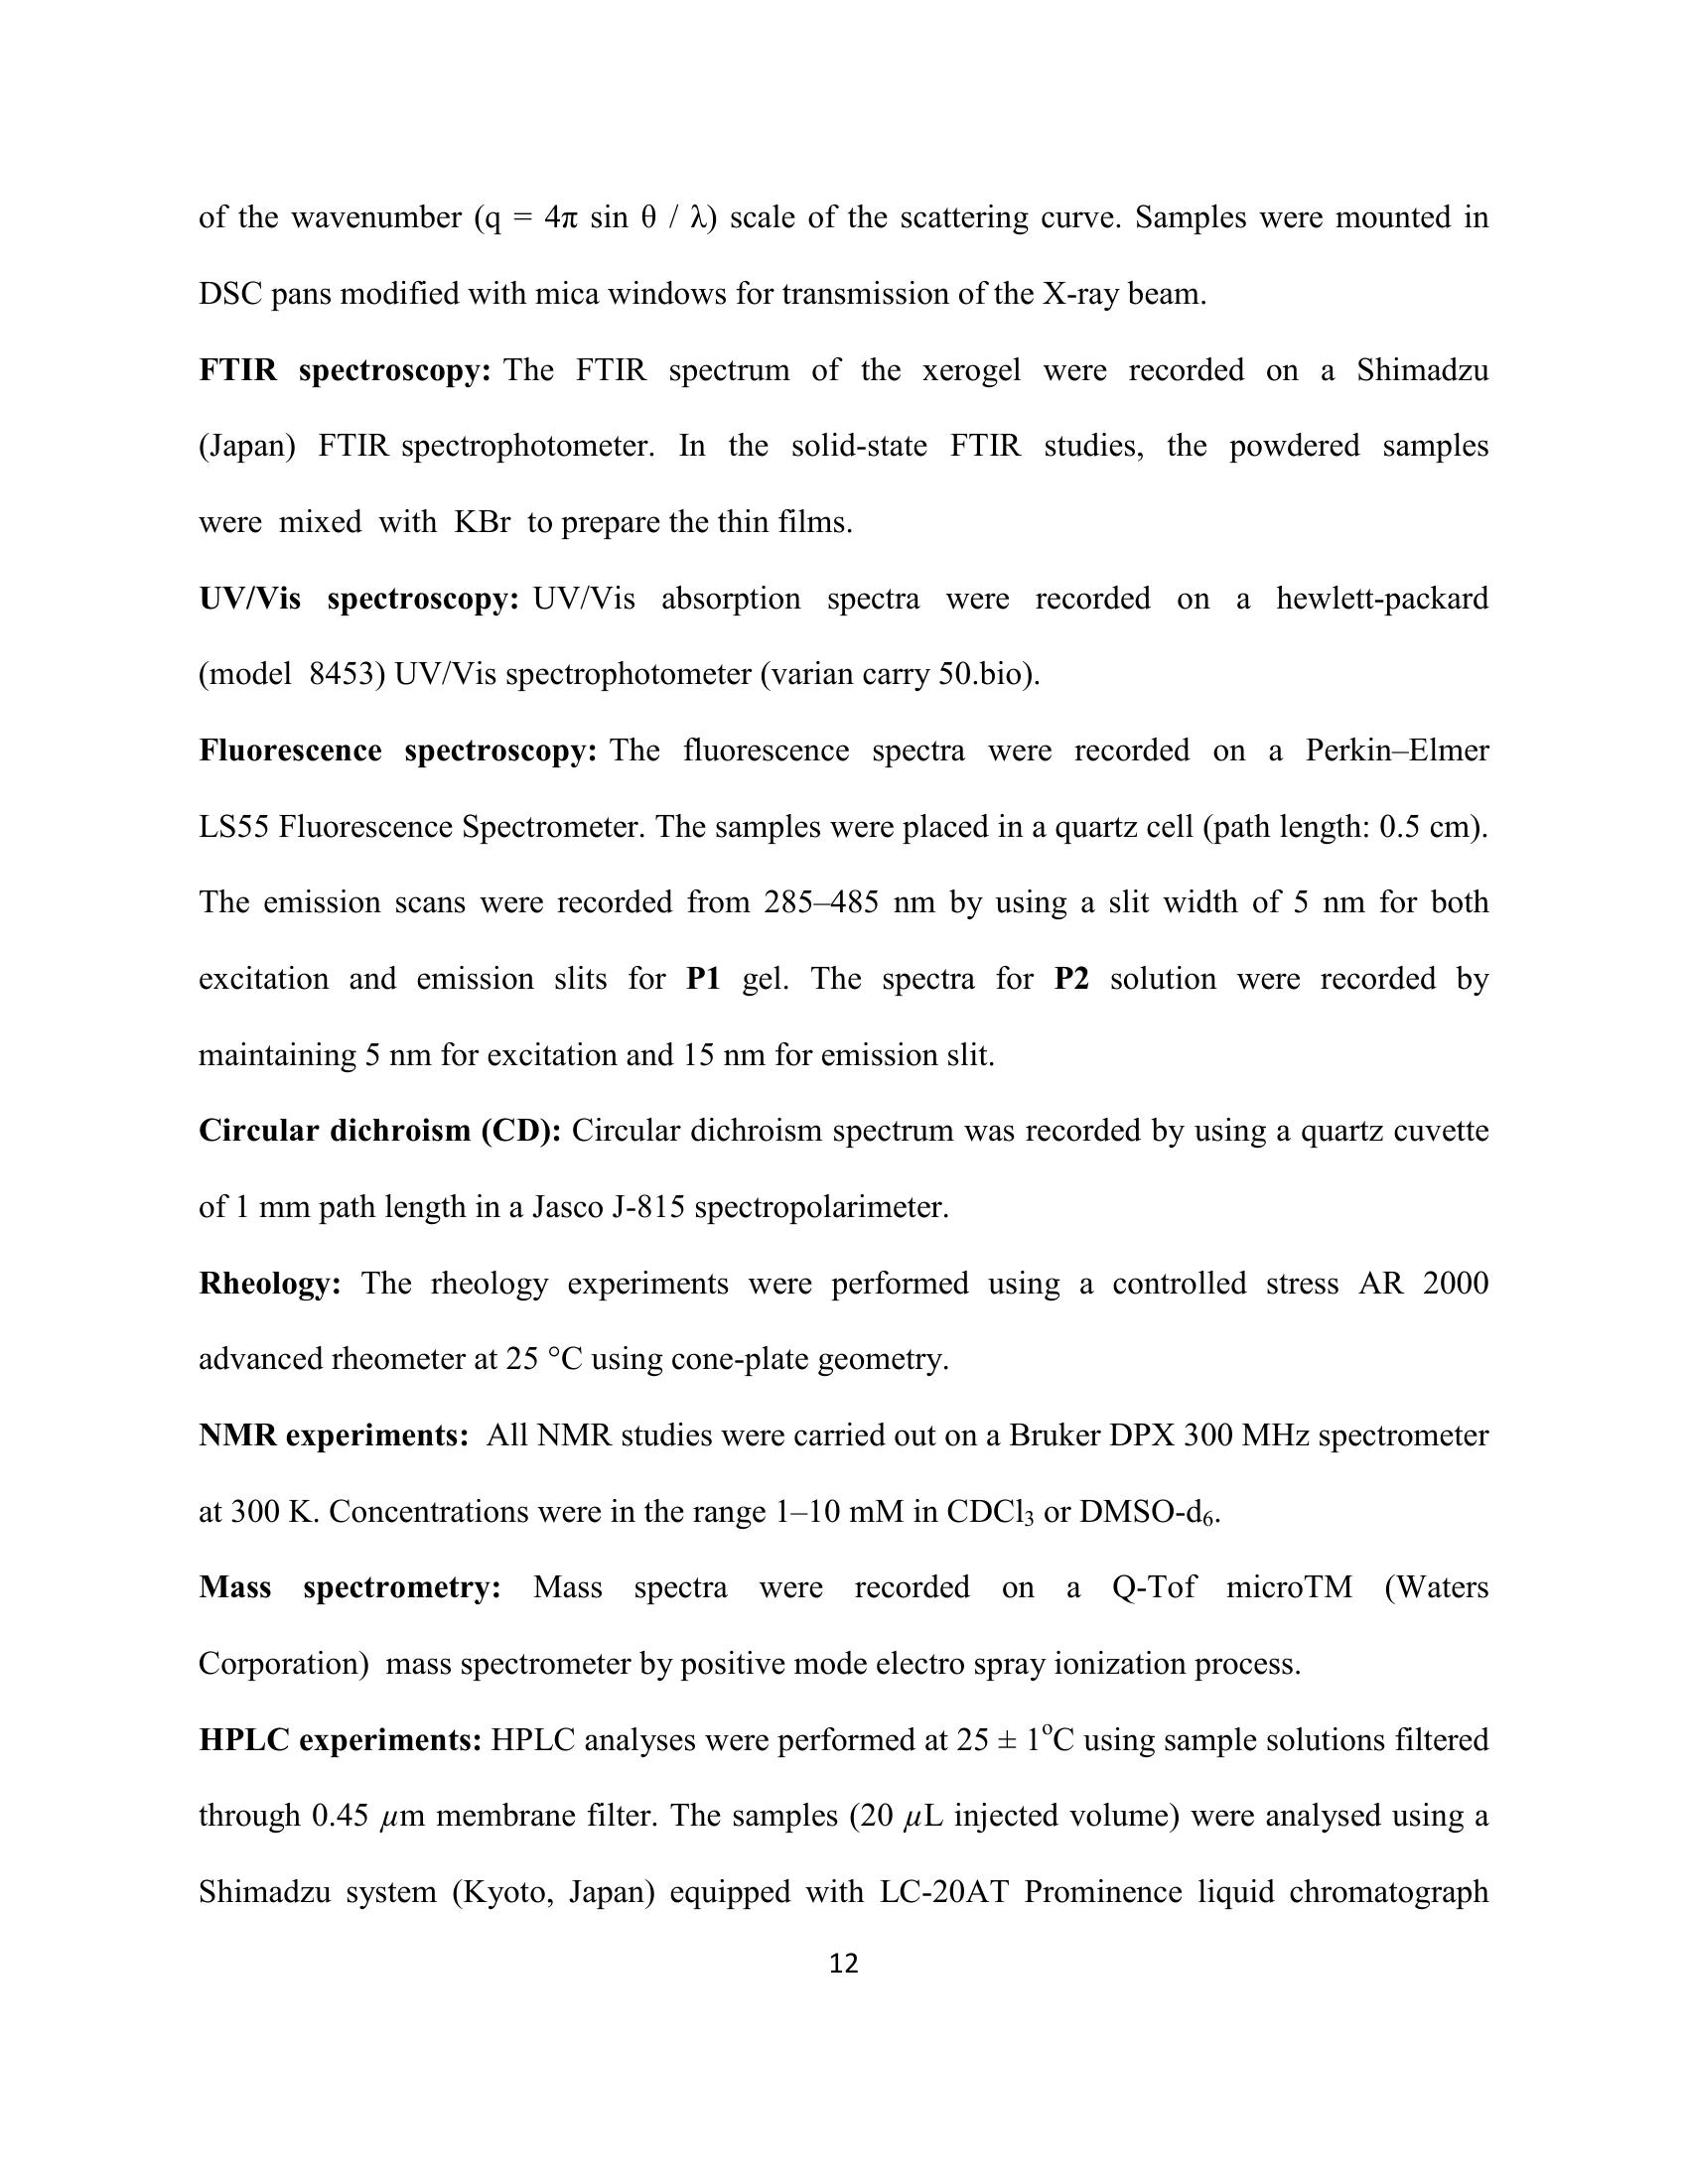 of the wavenumber (q = 4π sin θ / λ) scale of the scattering curve. Samples were mounted in
DSC pans modified with mica windows for transmission of the X-ray beam.
FTIR spectroscopy: The FTIR spectrum of the xerogel were recorded on a Shimadzu
(Japan) FTIR spectrophotometer. In the solid-state FTIR studies, the powdered samples
were mixed with KBr to prepare the thin films.
UV/Vis spectroscopy: UV/Vis absorption spectra were recorded on a hewlett-packard
(model 8453) UV/Vis spectrophotometer (varian carry 50.bio).
Fluorescence spectroscopy: The fluorescence spectra were recorded on a Perkin–Elmer
LS55 Fluorescence Spectrometer. The samples were placed in a quartz cell (path length: 0.5 cm).
The emission scans were recorded from 285–485 nm by using a slit width of 5 nm for both
excitation and emission slits for P1 gel. The spectra for P2 solution were recorded by
maintaining 5 nm for excitation and 15 nm for emission slit.
Circular dichroism (CD): Circular dichroism spectrum was recorded by using a quartz cuvette
of 1 mm path length in a Jasco J-815 spectropolarimeter.
Rheology: The rheology experiments were performed using a controlled stress AR 2000
advanced rheometer at 25 °C using cone-plate geometry.
NMR experiments: All NMR studies were carried out on a Bruker DPX 300 MHz spectrometer
at 300 K. Concentrations were in the range 1–10 mM in CDCl₃ or DMSO-d₆.
Mass spectrometry: Mass spectra were recorded on a Q-Tof microTM (Waters
Corporation) mass spectrometer by positive mode electro spray ionization process.
HPLC experiments: HPLC analyses were performed at 25 ± 1ᵒC using sample solutions filtered
through 0.45 µm membrane filter. The samples (20 µL injected volume) were analysed using a
Shimadzu system (Kyoto, Japan) equipped with LC-20AT Prominence liquid chromatograph
12